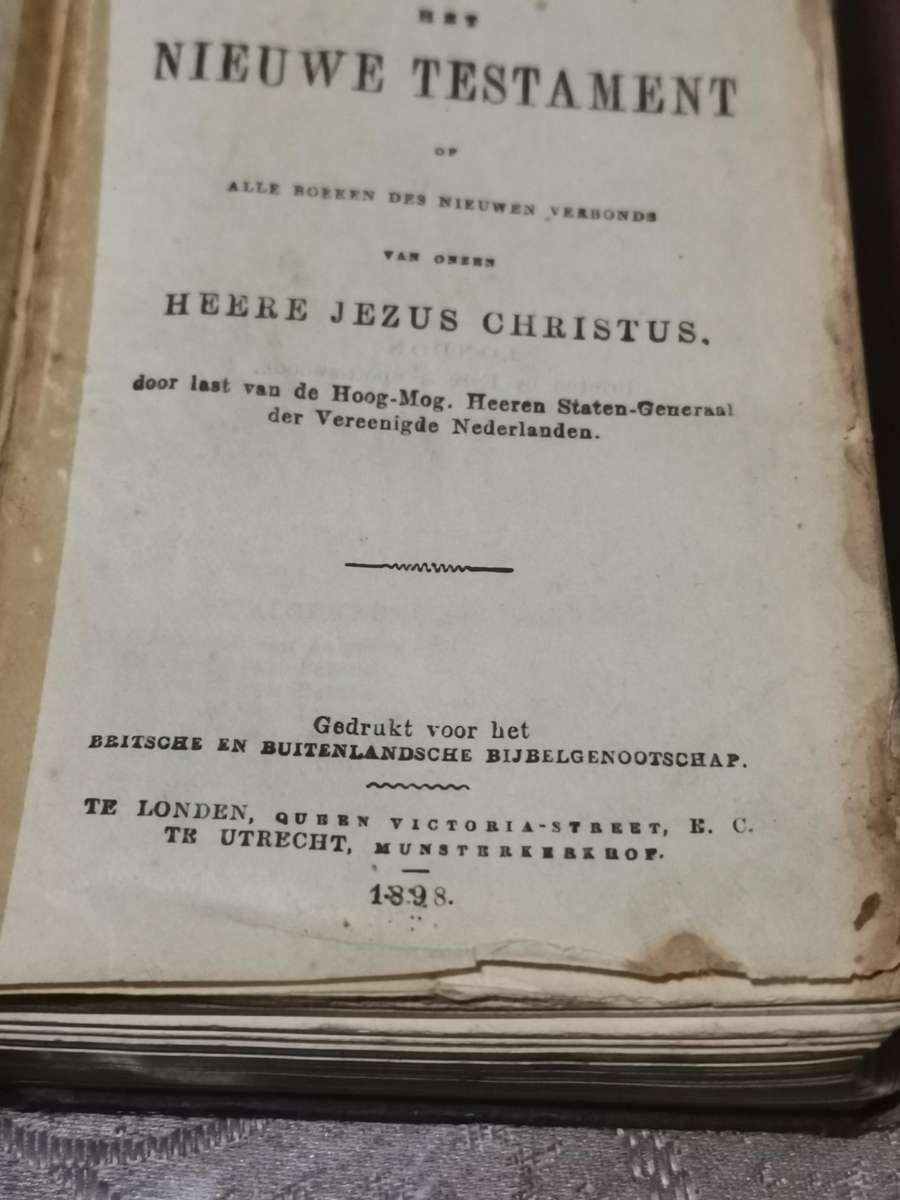 HET
NIEUWE TESTAMENT
OF
ALLE BOEKEN DES NIEUWEN VERBONDS
VAN ONZEN
HEERE JEZUS CHRISTUS.
door last van de Hoog-Mog. Heeren Staten-Generaal
der Vereenigde Nederlanden.
Gedrukt voor het
BRITSCHE EN BUITENLANDSCHE BIJBELGENOOTSCHAP.
TE LONDEN, QUEEN VICTORIA-STREET, E. C.
TE UTRECHT, MUNSTERKERKHOF.
1898.